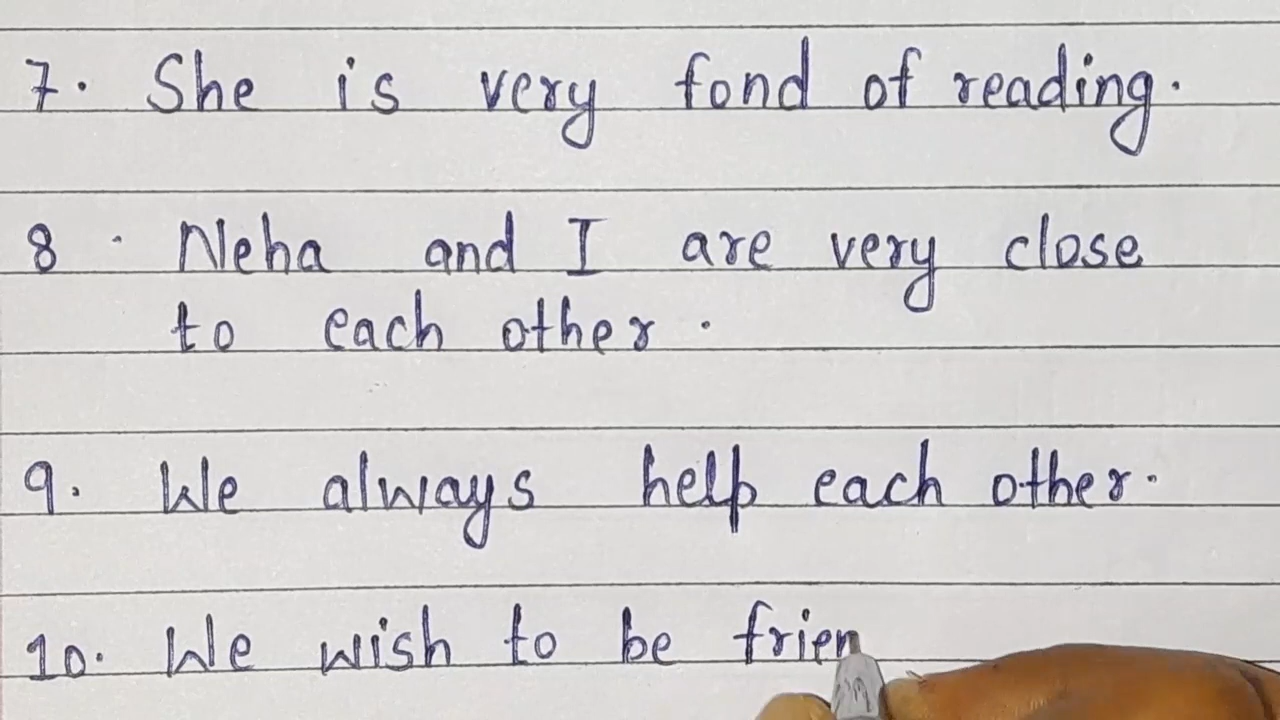 7. She is very fond of reading.
8. Neha and I are very close
to each other.
9. We always help each other.
10. We wish to be frien